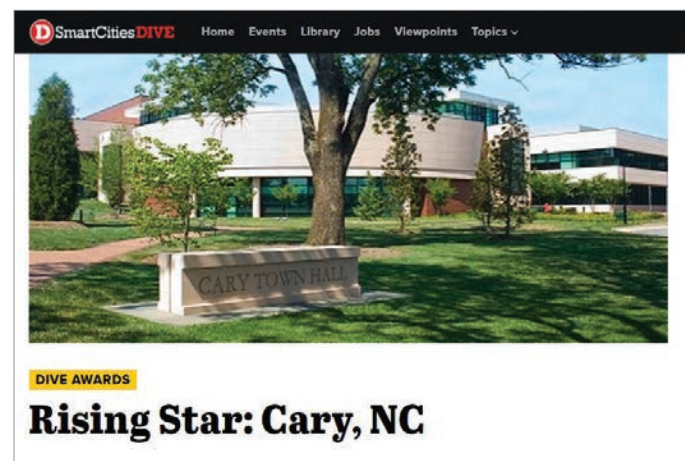 D SmartCitiesDIVE Home Events Library Jobs Viewpoints Topics
CARY TOWN HALL
DIVE AWARDS
Rising Star: Cary, NC